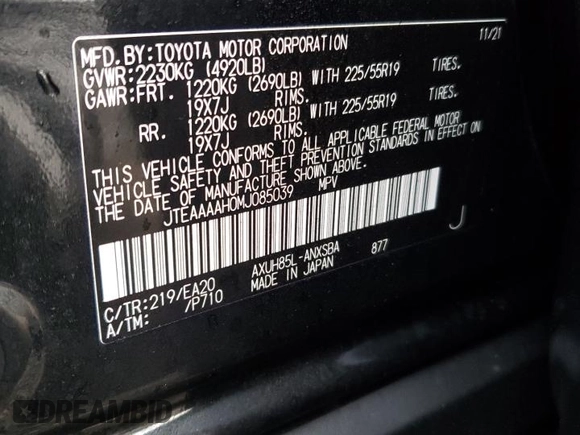 MFD.BY:TOYOTA MOTOR CORPORATION 11/21
GVWR:2230KG (4920LB)
GAWR:FRT. 1220KG (2690LB) WITH 225/55R19 TIRES.
19X7J RIMS.
RR. 1220KG (2690LB) WITH 225/55R19 TIRES.
19X7J RIMS.
THIS VEHICLE CONFORMS TO ALL APPLICABLE FEDERAL MOTOR
VEHICLE SAFETY AND THEFT PREVENTION STANDARDS IN EFFECT ON
THE DATE OF MANUFACTURE SHOWN ABOVE.
JTEAAAAH0MJ085039 MPV
J
AXUH85L-ANXSBA 877
C/TR:219/EA20 MADE IN JAPAN
A/TM: /P710
DREAMBID